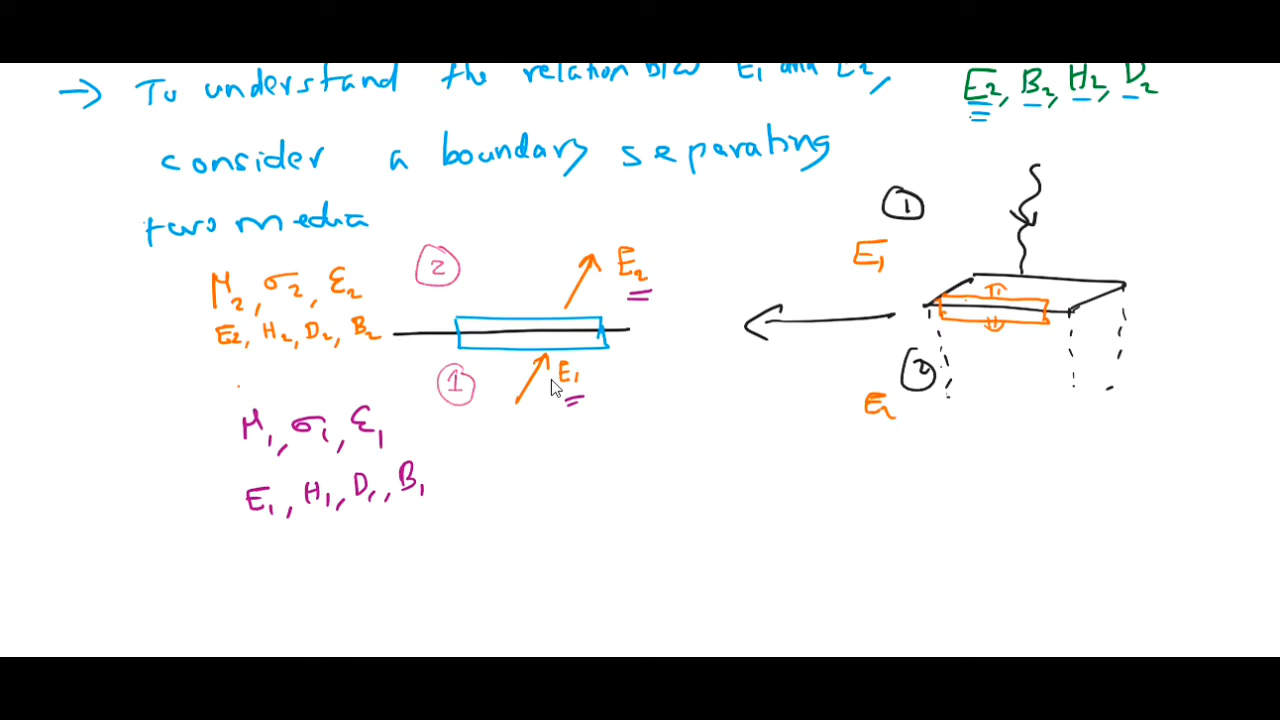 → To understand the relation b/w E1 and E2,
E2, B2, H2, D2
consider a boundary separating
two media
1
2
E1
E2
μ2, σ2, ε2
E2, H2, D2, B2
1
E1
2
E2
μ1, σ1, ε1
E1, H1, D1, B1